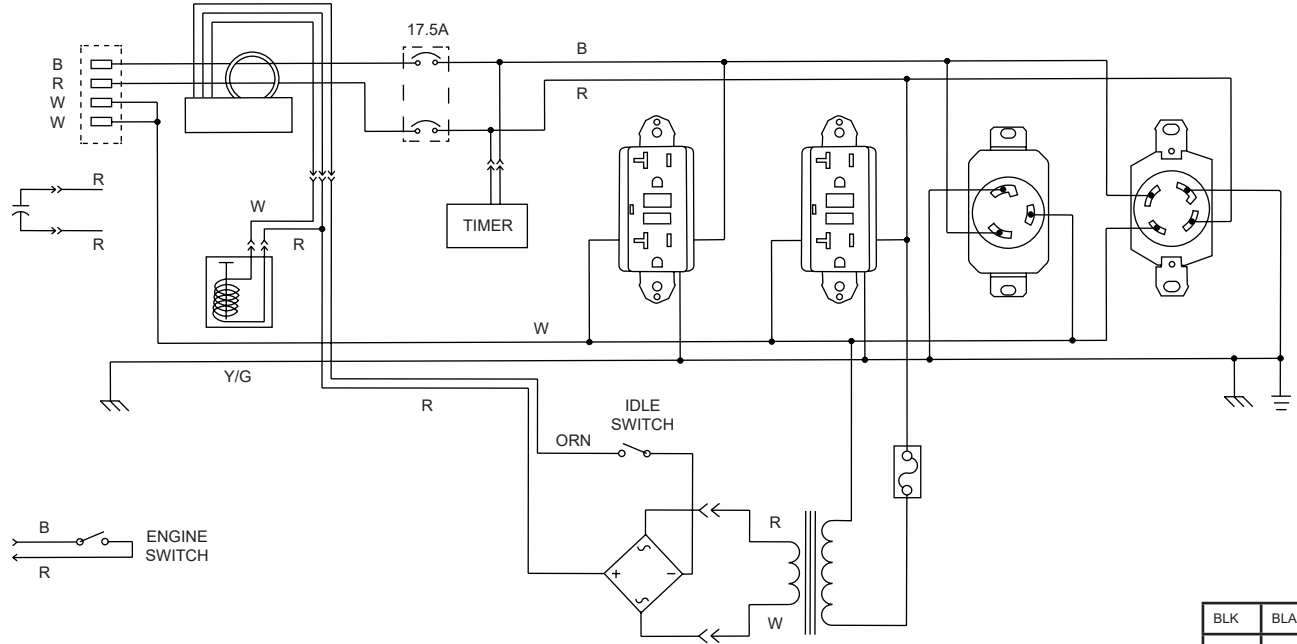 17.5A
B
B
R
W
W
R
R
R
W
R
TIMER
W
Y/G
R
IDLE
SWITCH
ORN
B
ENGINE
SWITCH
R
R
W
+
−
BLK BLA